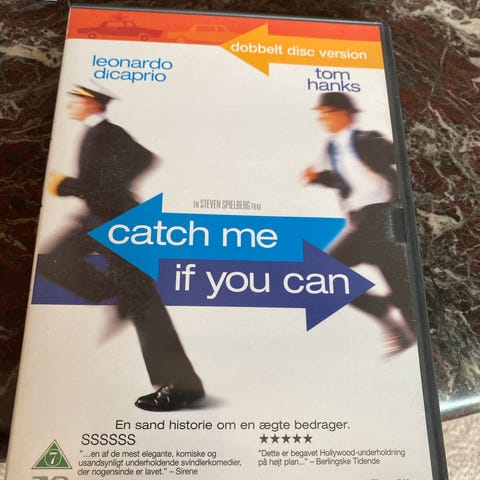 dobbelt disc version
leonardo
dicaprio
tom
hanks
EN STEVEN SPIELBERG FILM
catch me
if you can
En sand historie om en ægte bedrager.
SSSSSS
★★★★★
"...en af de mest elegante, komiske og
usandsynligt underholdende svindlerkomedier,
der nogensinde er lavet." – Sirene
"Dette er begavet Hollywood-underholdning
på højt plan..." – Berlingske Tidende
7